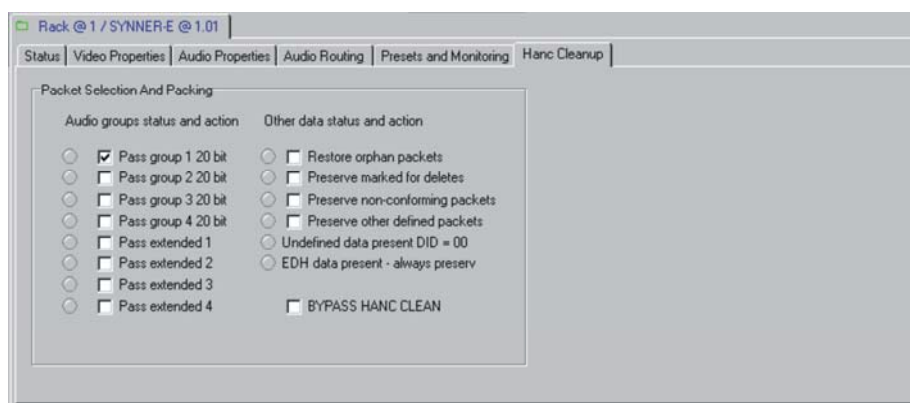 Rack @ 1 / SYNNER-E @ 1.01
Status Video Properties Audio Properties Audio Routing Presets and Monitoring Hanc Cleanup
Packet Selection And Packing
Audio groups status and action Other data status and action
Pass group 1 20 bit Restore orphan packets
Pass group 2 20 bit Preserve marked for deletes
Pass group 3 20 bit Preserve non-conforming packets
Pass group 4 20 bit Preserve other defined packets
Pass extended 1 Undefined data present DID = 00
Pass extended 2 EDH data present - always preserv
Pass extended 3
Pass extended 4 BYPASS HANC CLEAN